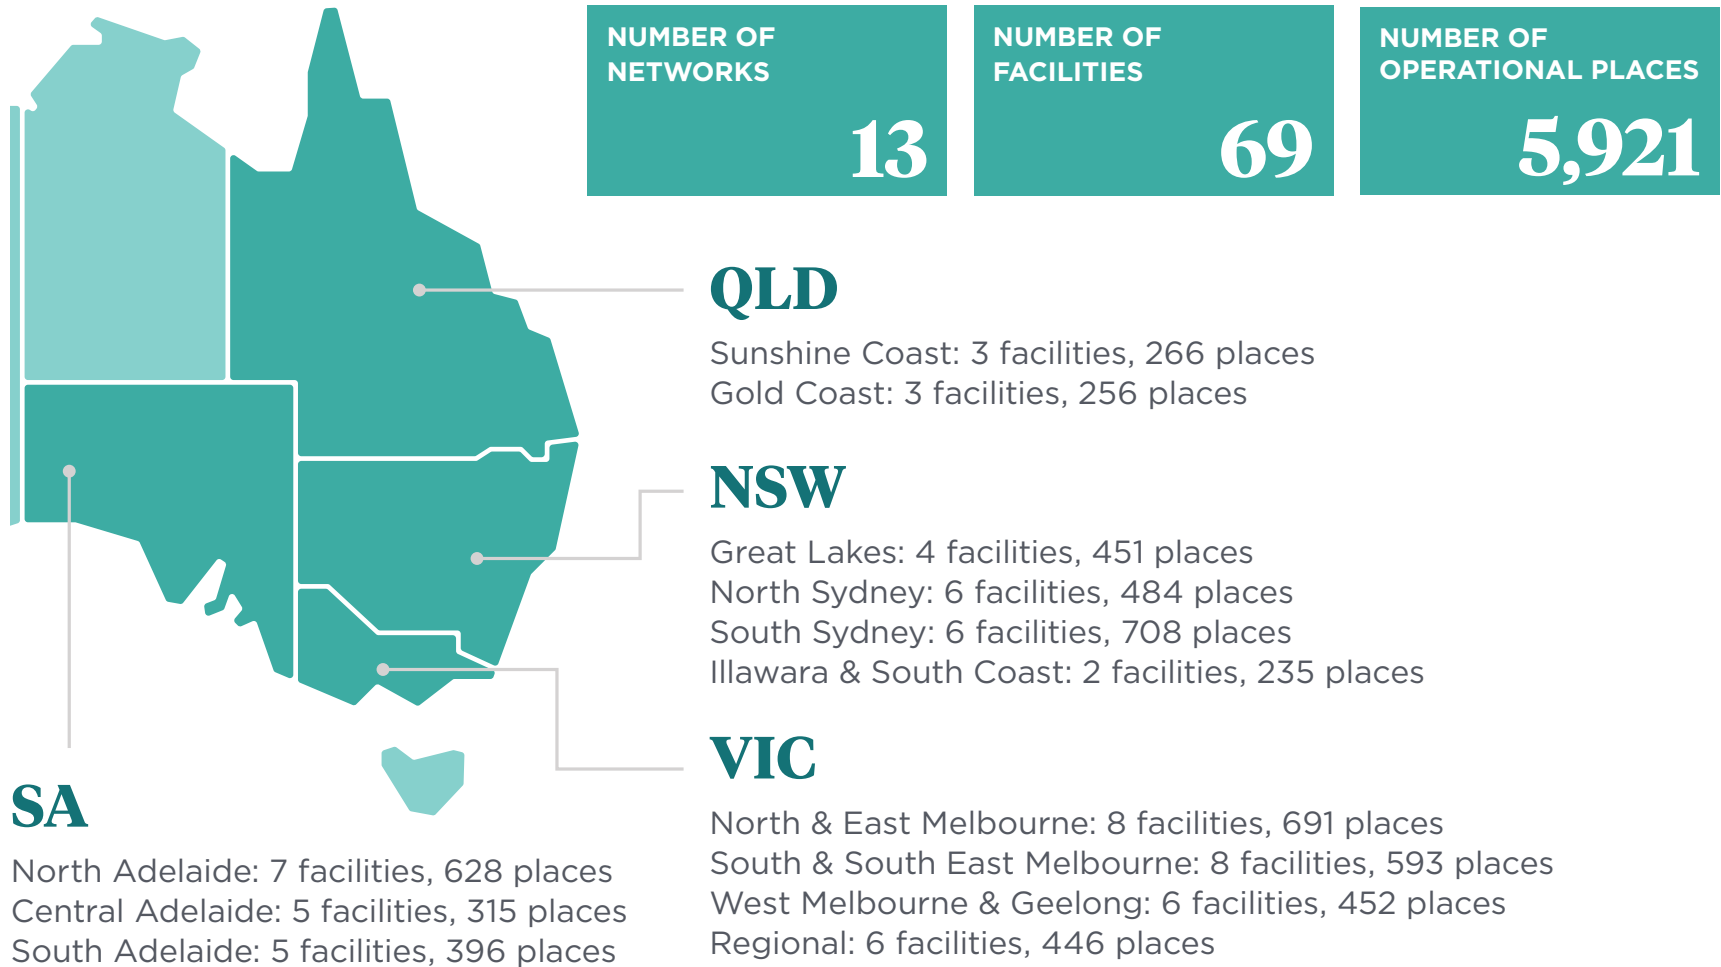 NUMBER OF
NETWORKS
13
NUMBER OF
FACILITIES
69
NUMBER OF
OPERATIONAL PLACES
5,921
QLD
Sunshine Coast: 3 facilities, 266 places
Gold Coast: 3 facilities, 256 places
NSW
Great Lakes: 4 facilities, 451 places
North Sydney: 6 facilities, 484 places
South Sydney: 6 facilities, 708 places
Illawara & South Coast: 2 facilities, 235 places
VIC
North & East Melbourne: 8 facilities, 691 places
South & South East Melbourne: 8 facilities, 593 places
West Melbourne & Geelong: 6 facilities, 452 places
Regional: 6 facilities, 446 places
SA
North Adelaide: 7 facilities, 628 places
Central Adelaide: 5 facilities, 315 places
South Adelaide: 5 facilities, 396 places